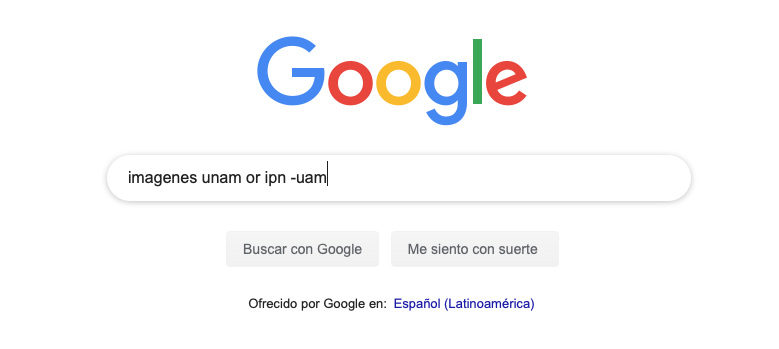 Google
imagenes unam or ipn -uam
Buscar con Google Me siento con suerte
Ofrecido por Google en: Español (Latinoamérica)